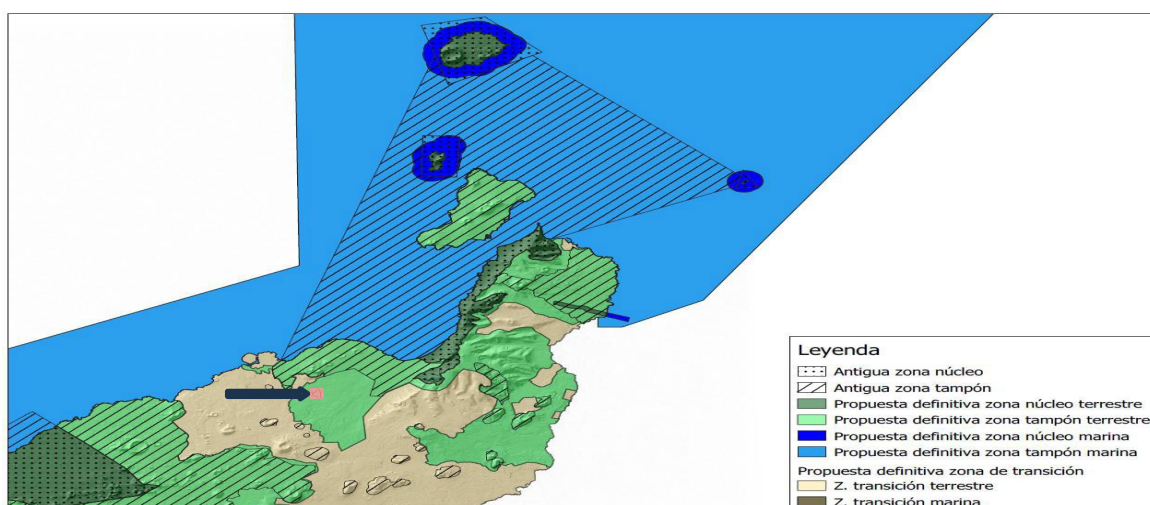 Leyenda
Antigua zona núcleo
Antigua zona tampón
Propuesta definitiva zona núcleo terrestre
Propuesta definitiva zona tampón terrestre
Propuesta definitiva zona núcleo marina
Propuesta definitiva zona tampón marina
Propuesta definitiva zona de transición
Z. transición terrestre
Z. transición marina